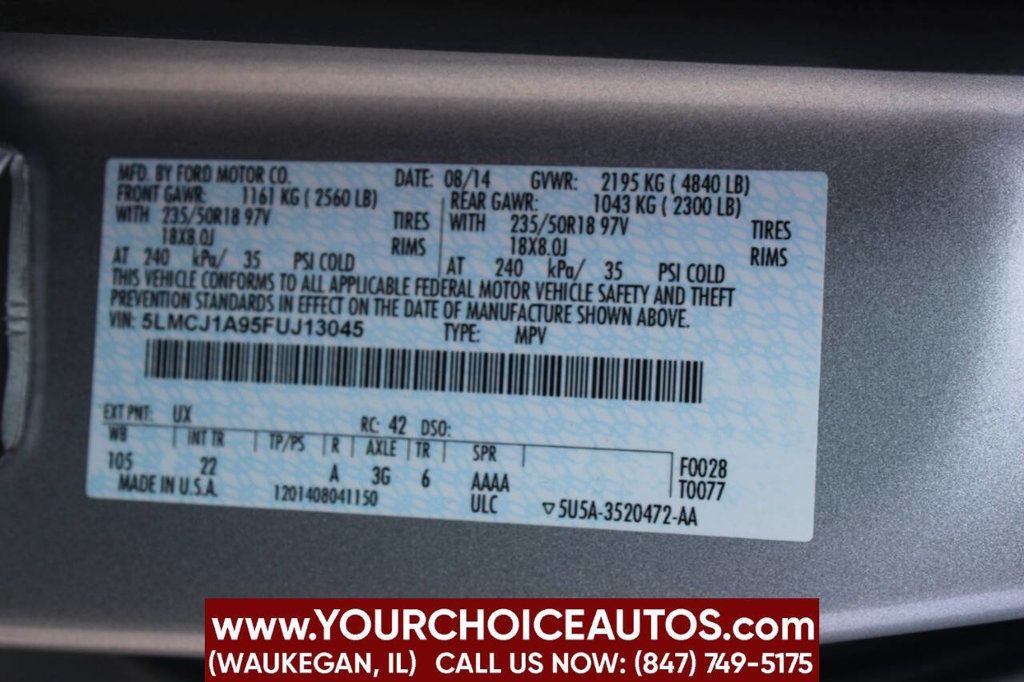 MFD. BY FORD MOTOR CO. DATE: 08/14 GVWR: 2195 KG ( 4840 LB)
FRONT GAWR: 1161 KG ( 2560 LB) REAR GAWR: 1043 KG ( 2300 LB)
WITH 235/50R18 97V TIRES WITH 235/50R18 97V TIRES
18X8.0J RIMS 18X8.0J RIMS
AT 240 kPa/ 35 PSI COLD AT 240 kPa/ 35 PSI COLD
THIS VEHICLE CONFORMS TO ALL APPLICABLE FEDERAL MOTOR VEHICLE SAFETY AND THEFT
PREVENTION STANDARDS IN EFFECT ON THE DATE OF MANUFACTURE SHOWN ABOVE.
VIN: 5LMCJ1A95FUJ13045 TYPE: MPV
EXT PNT: UX RC: 42 DSO:
WB INT TR TP/PS R AXLE TR SPR
105 22 A 3G 6 AAAA F0028
T0077
MADE IN U.S.A. 1201408041150 ULC ▽5U5A-3520472-AA
www.YOURCHOICEAUTOS.com
(WAUKEGAN, IL) CALL US NOW: (847) 749-5175